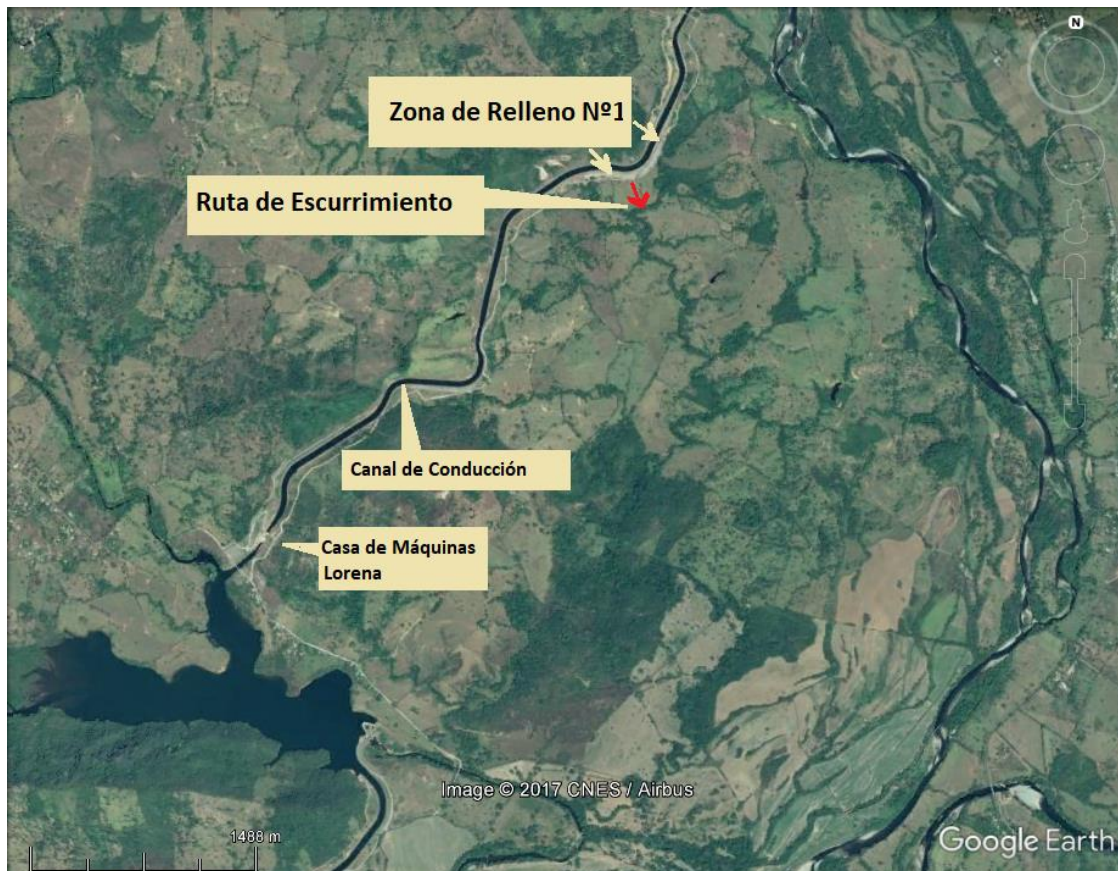 N
Zona de Relleno Nº1
Ruta de Escurrimiento
Canal de Conducción
Casa de Máquinas
Lorena
Image © 2017 CNES / Airbus
1488 m
Google Earth